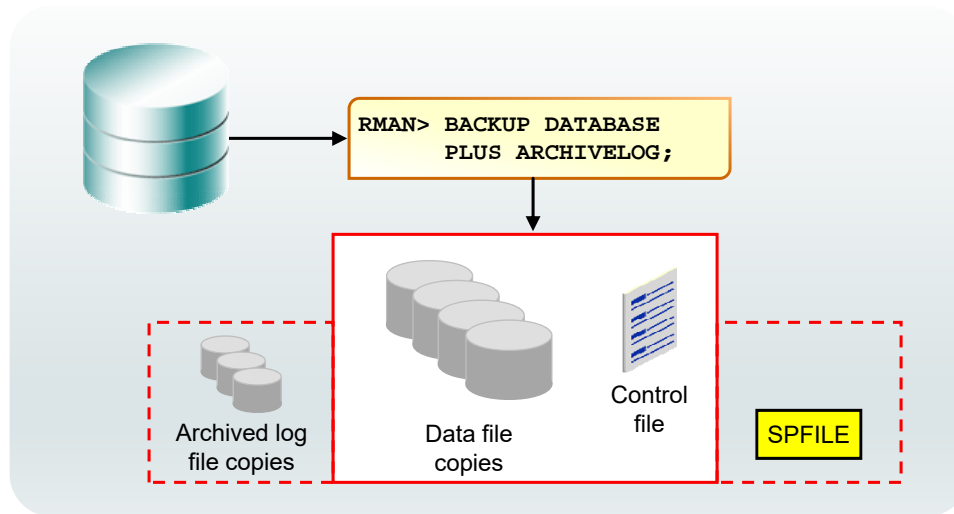 RMAN> BACKUP DATABASE
PLUS ARCHIVELOG;
Archived log
file copies
Data file
copies
Control
file
SPFILE